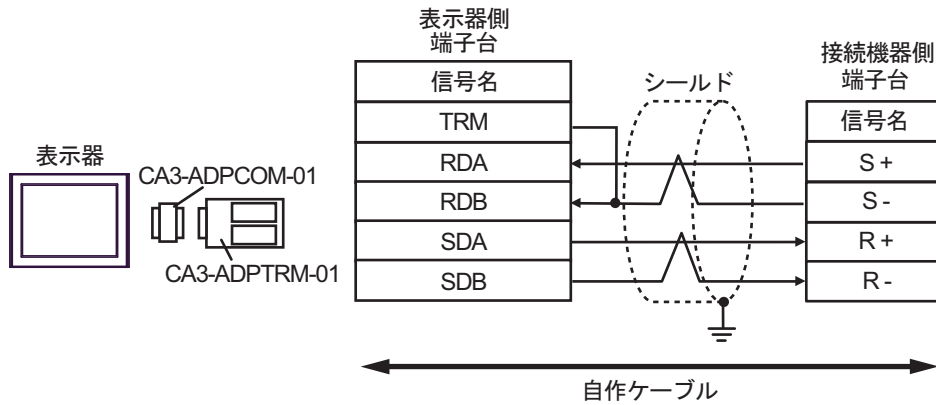 表示器
CA3-ADPCOM-01
CA3-ADPTRM-01
表示器側
端子台
信号名
TRM
RDA
RDB
SDA
SDB
シールド
接続機器側
端子台
信号名
S +
S -
R +
R -
自作ケーブル